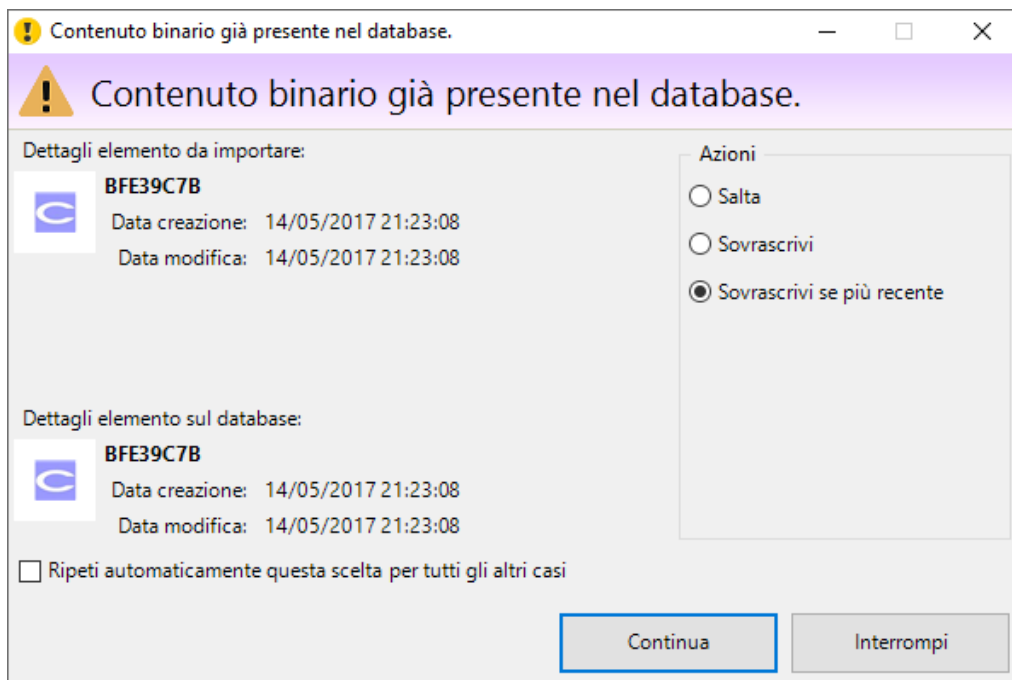 Contenuto binario già presente nel database.
Contenuto binario già presente nel database.
Dettagli elemento da importare:
BFE39C7B
Data creazione: 14/05/2017 21:23:08
Data modifica: 14/05/2017 21:23:08
Azioni
Salta
Sovrascrivi
Sovrascrivi se più recente
Dettagli elemento sul database:
BFE39C7B
Data creazione: 14/05/2017 21:23:08
Data modifica: 14/05/2017 21:23:08
Ripeti automaticamente questa scelta per tutti gli altri casi
Continua
Interrompi